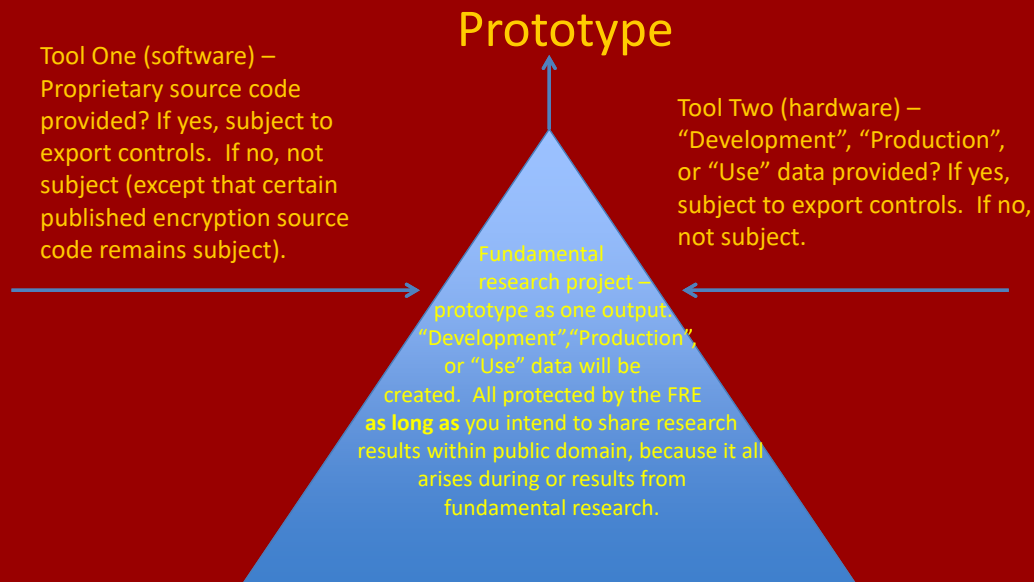 Prototype
Tool One (software) –
Proprietary source code
provided? If yes, subject to
export controls.  If no, not
subject (except that certain
published encryption source
code remains subject).
Tool Two (hardware) –
“Development”, “Production”,
or “Use” data provided? If yes,
subject to export controls.  If no,
not subject.
Fundamental
research project –
prototype as one output.
“Development”,“Production”,
or “Use” data will be
created.  All protected by the FRE
as long as you intend to share research
results within public domain, because it all
arises during or results from
fundamental research.